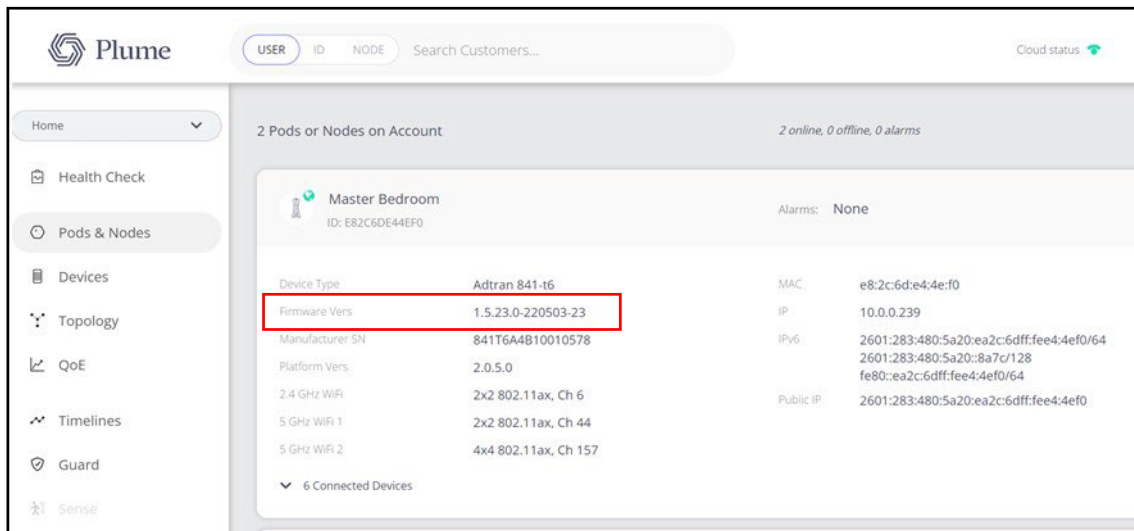 Plume
USER ID NODE Search Customers...
Cloud status
Home
Health Check
Pods & Nodes
Devices
Topology
QoE
Timelines
Guard
Sense
2 Pods or Nodes on Account
2 online, 0 offline, 0 alarms
Master Bedroom
ID: E82C6DE44EF0
Alarms: None
Device Type Adtran 841-t6
Firmware Vers 1.5.23.0-220503-23
Manufacturer SN 841T6A4B10010578
Platform Vers 2.0.5.0
2.4 GHz WiFi 2x2 802.11ax, Ch 6
5 GHz WiFi 1 2x2 802.11ax, Ch 44
5 GHz WiFi 2 4x4 802.11ax, Ch 157
6 Connected Devices
MAC e8:2c:6d:e4:4e:f0
IP 10.0.0.239
IPv6 2601:283:480:5a20:ea2c:6dff:fee4:4ef0/64
2601:283:480:5a20::8a7c/128
fe80::ea2c:6dff:fee4:4ef0/64
Public IP 2601:283:480:5a20:ea2c:6dff:fee4:4ef0